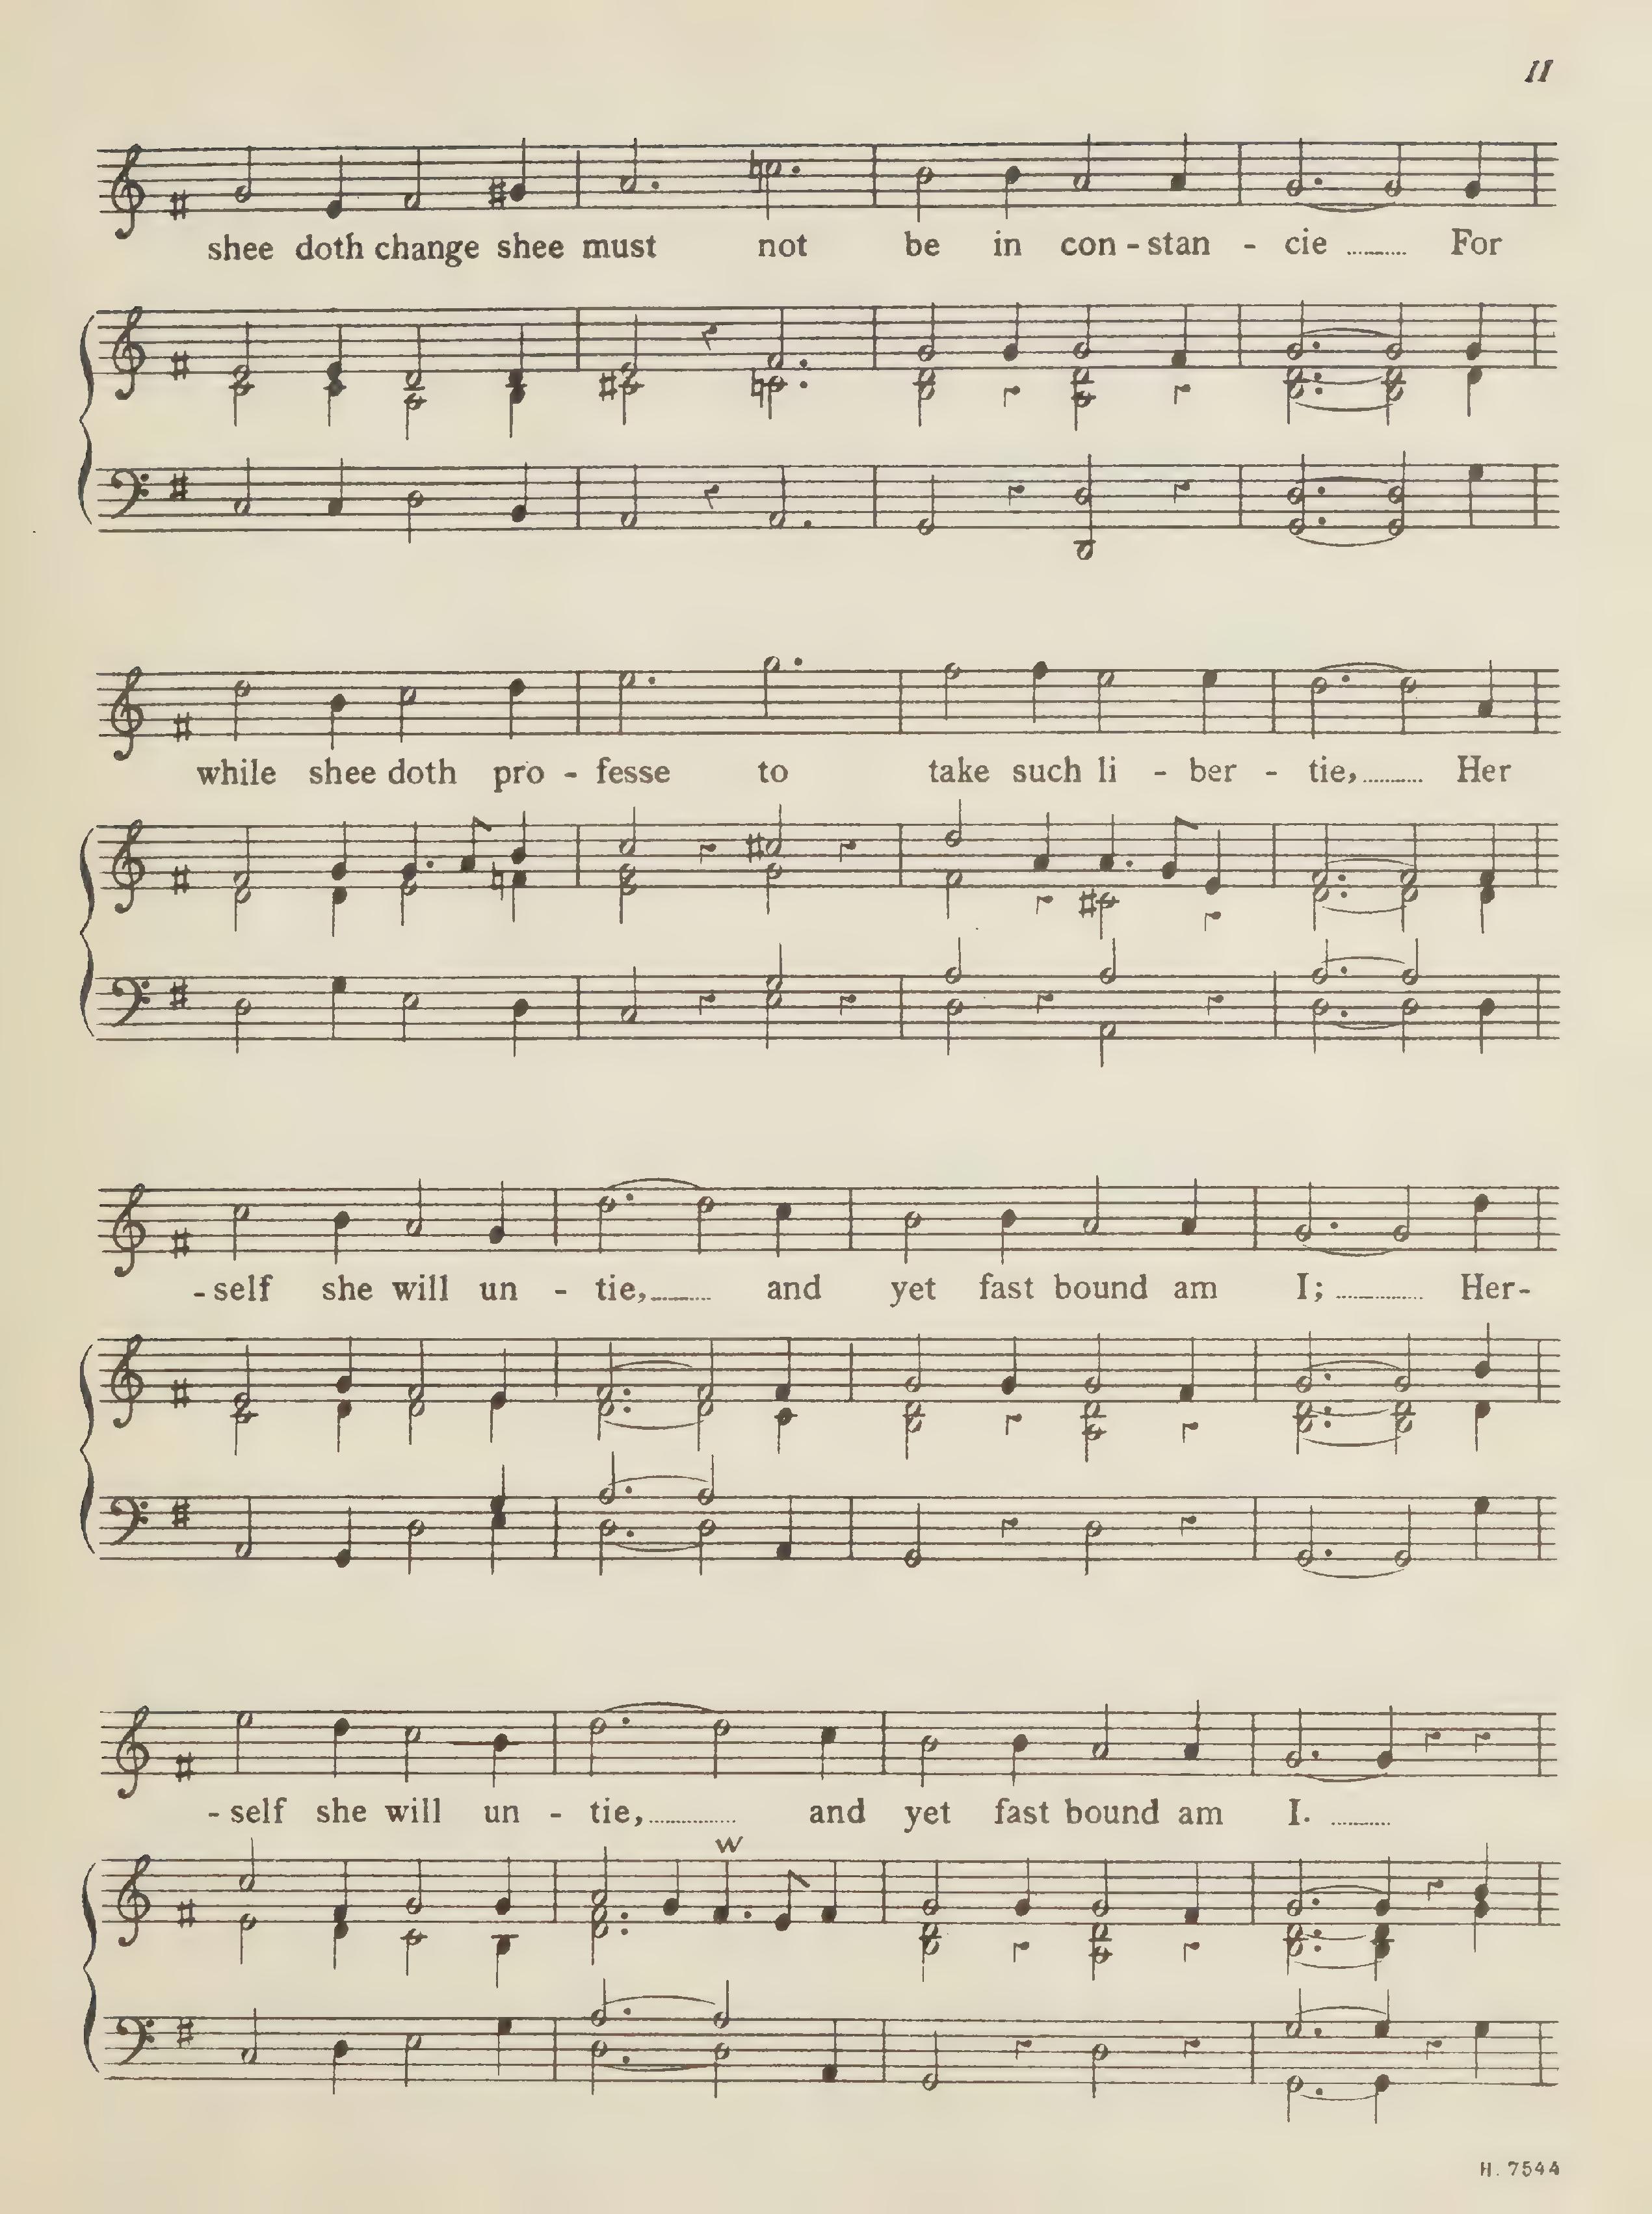 11
shee doth change shee must not be in con - stan - cie ......... For
while shee doth pro - fesse to take such li - ber - tie,......... Her
- self she will un - tie,......... and yet fast bound am I; ............ Her-
- self she will un - tie,............ and yet fast bound am I. .........
H. 7544